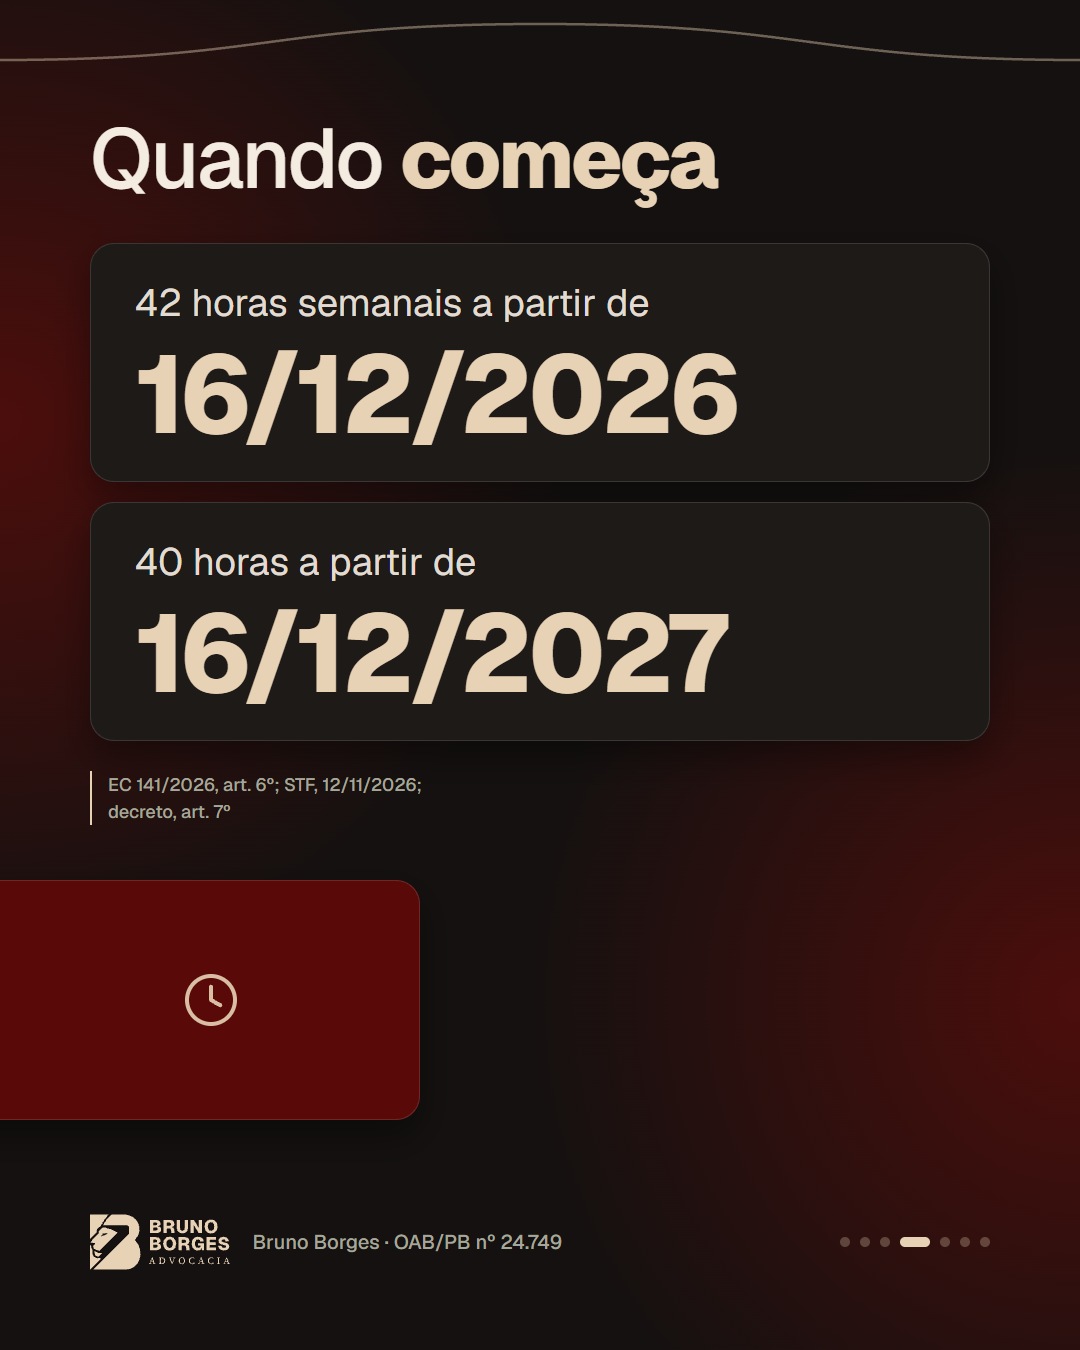 Quando começa
42 horas semanais a partir de
16/12/2026
40 horas a partir de
16/12/2027
EC 141/2026, art. 6º; STF, 12/11/2026;
decreto, art. 7º
BRUNO
BORGES
ADVOCACIA
Bruno Borges · OAB/PB nº 24.749